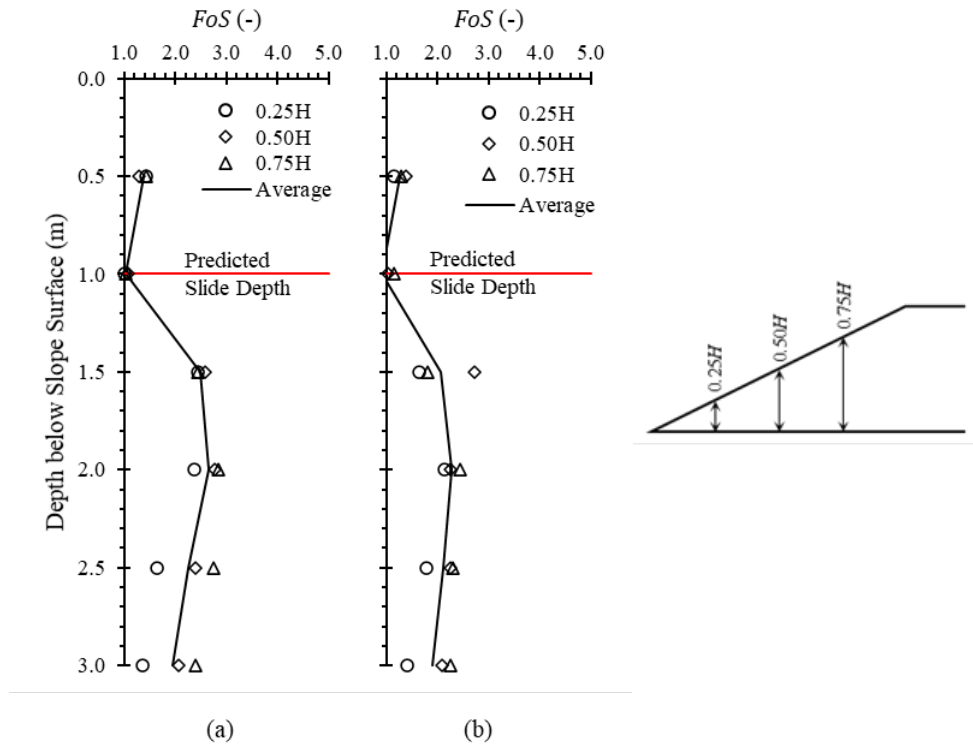 FoS (-)
1.0 2.0 3.0 4.0 5.0
0.0
0.5
1.0
1.5
2.0
2.5
3.0
Depth below Slope Surface (m)
0.25H
0.50H
0.75H
Average
Predicted
Slide Depth
(a)
FoS (-)
1.0 2.0 3.0 4.0 5.0
0.25H
0.50H
0.75H
Average
Predicted
Slide Depth
(b)
0.25H
0.50H
0.75H